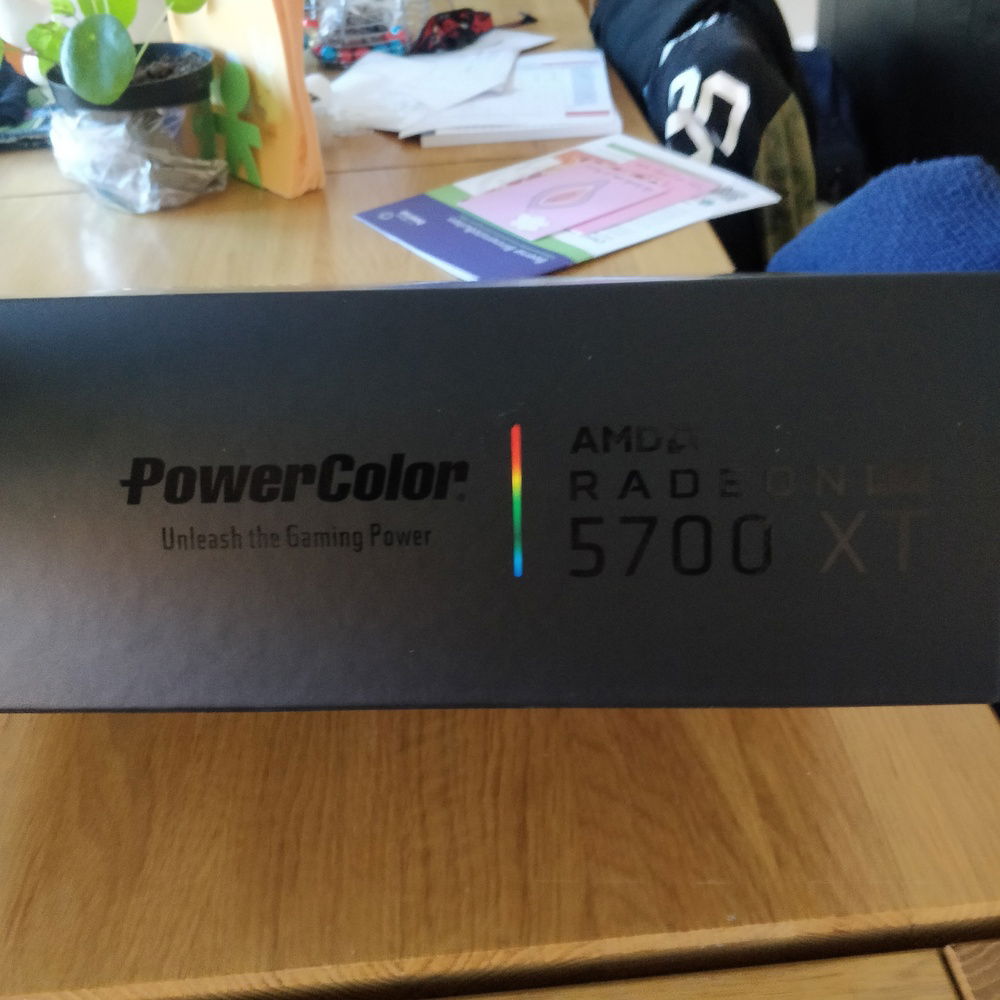 PowerColor
Unleash the Gaming Power
AMD
RADEON
5700 XT